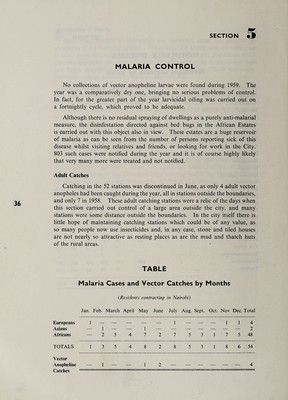 SECTION 5
MALARIA CONTROL
No collections of vector anopheline larvae were found during 1959. The
year was a comparatively dry one, bringing no serious problems of control.
In fact, for the greater part of the year larvicidal oiling was carried out on
a fortnightly cycle, which proved to be adequate.
Although there is no residual spraying of dwellings as a purely anti-malarial
measure, the disinfestation directed against bed bugs in the African Estates
is carried out with this object also in view. These estates are a huge reservoir
of malaria as can be seen from the number of persons reporting sick of this
disease whilst visiting relatives and friends, or looking for work in the City.
803 such cases were notified during the year and it is of course highly likely
that very many more were treated and not notified.
Adult Catches
Catching in the 52 stations was discontinued in June, as only 4 adult vector
anopheles had been caught during the year, all in stations outside the boundaries,
and only 7 in 1958. These adult catching stations were a relic of the days when
this section carried out control of a large area outside the city, and many
stations were some distance outside the boundaries. In the city itself there is
little hope of maintaining catching stations which could be of any value, as
so many people now use insecticides and, in any case, stone and tiled houses
are not nearly so attractive as resting places as are the mud and thatch huts
of the rural areas.
36
TABLE
Malaria Cases and Vector Catches by Months
(Residents contracting in Nairobi)
Jan. Feb. March April May June July Aug. Sept. Oct. Nov. Dec. Total
Europeans 1 — — — — — 1 — — — 1 1 4
Asians — 1 — — 1 — — — — — — — 2
Africans — 2 5 4 7 2 7 5 3 1 7 5 48
TOTALS 1 3 5 4 8 2 8 5 3 1 8 6 54
Vector
Anopheline — 1 — — 1 2 — — — — — — 4
Catches